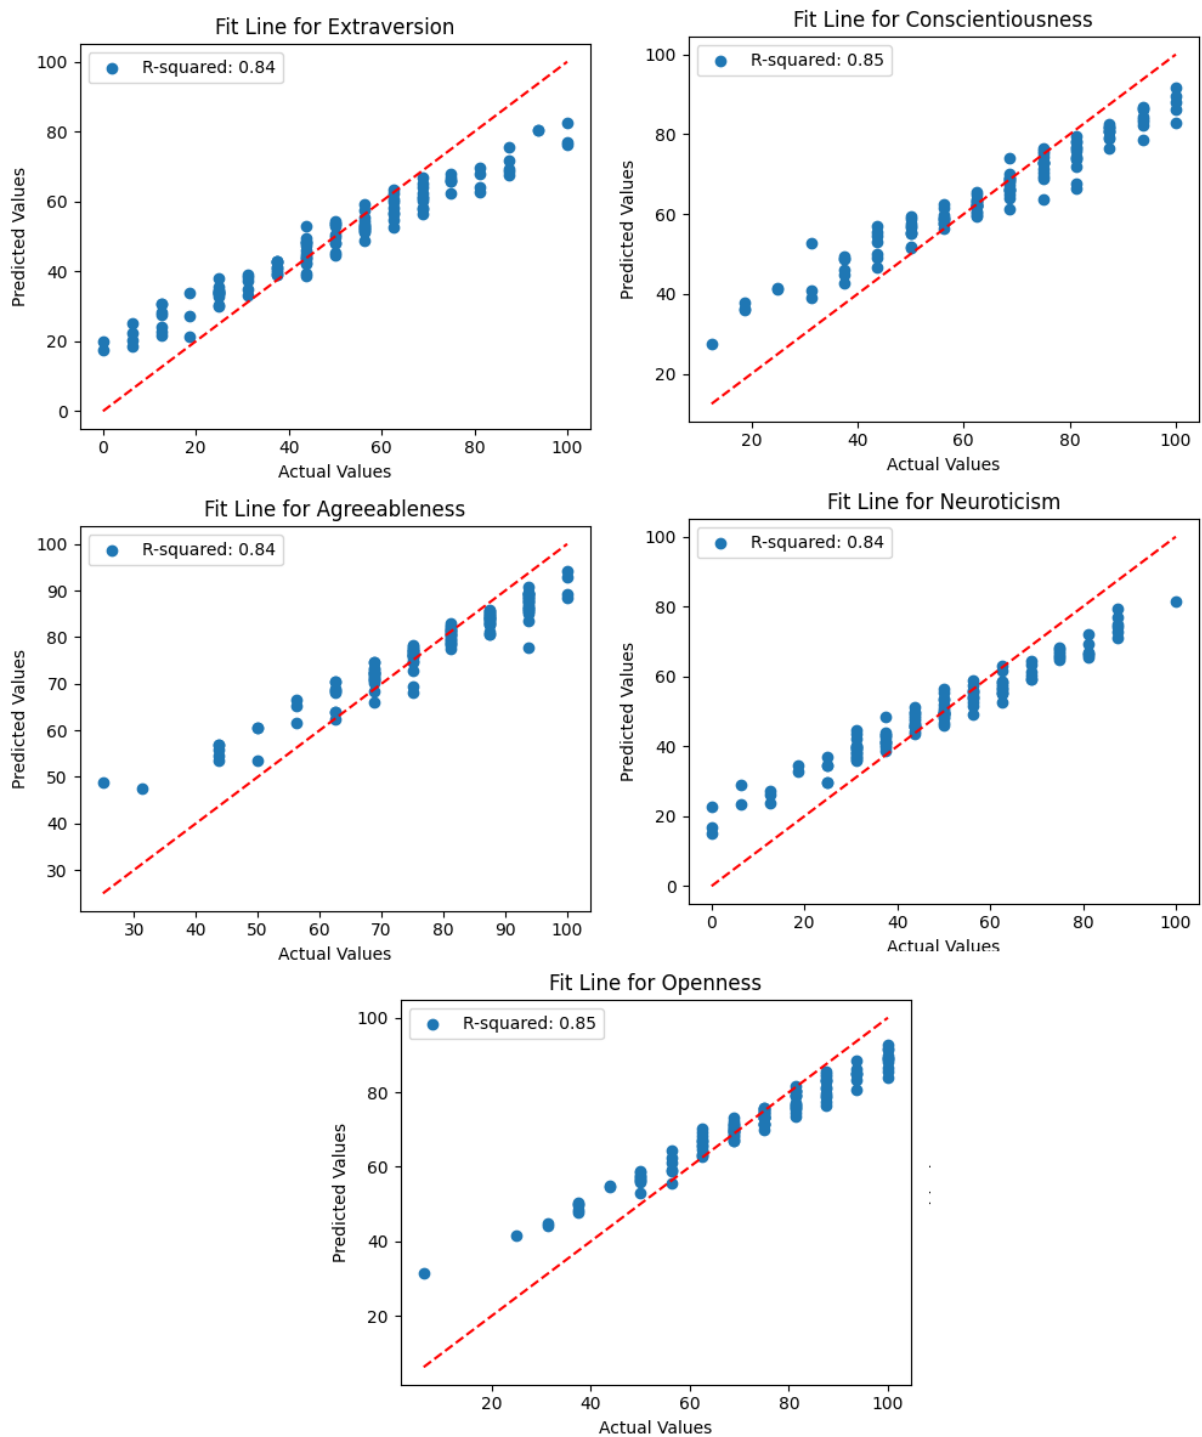 Fit Line for Extraversion
R-squared: 0.84
100
80
60
40
20
0
Predicted Values
0 20 40 60 80 100
Actual Values
Fit Line for Conscientiousness
R-squared: 0.85
100
80
60
40
20
Predicted Values
20 40 60 80 100
Actual Values
Fit Line for Agreeableness
R-squared: 0.84
100
90
80
70
60
50
40
30
Predicted Values
30 40 50 60 70 80 90 100
Actual Values
Fit Line for Neuroticism
R-squared: 0.84
100
80
60
40
20
0
Predicted Values
0 20 40 60 80 100
Actual Values
Fit Line for Openness
R-squared: 0.85
100
80
60
40
20
Predicted Values
20 40 60 80 100
Actual Values